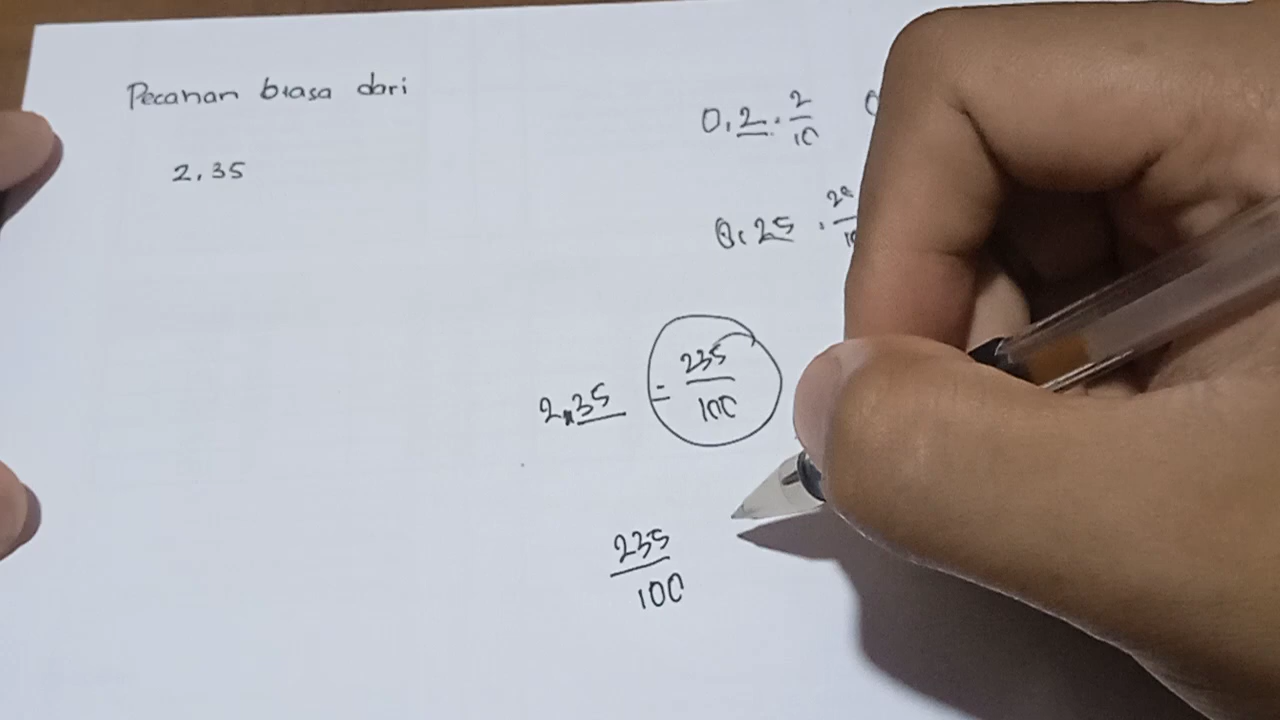 Pecahan biasa dari
2,35
0,2 = 2/10
0,25 =
2,35 = 235/100
235/100